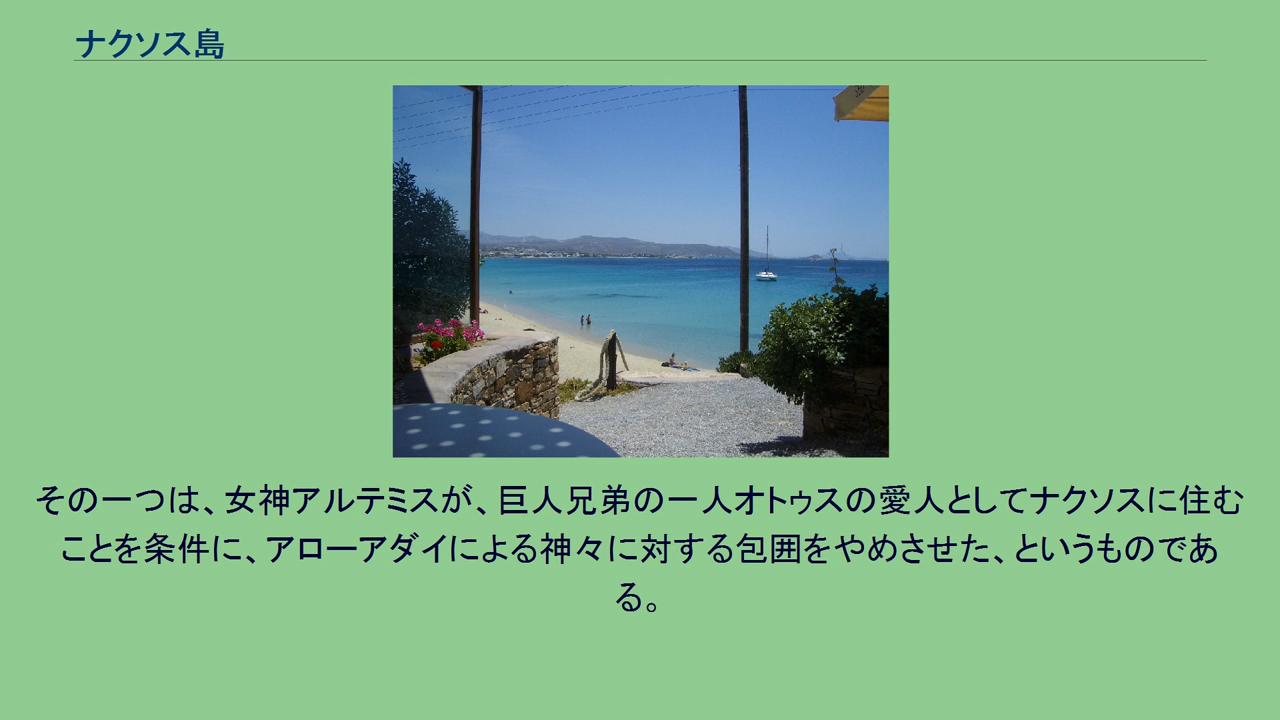 ナクソス島
その一つは、女神アルテミスが、巨人兄弟の一人オトゥスの愛人としてナクソスに住む
ことを条件に、アローアダイによる神々に対する包囲をやめさせた、というものであ
る。